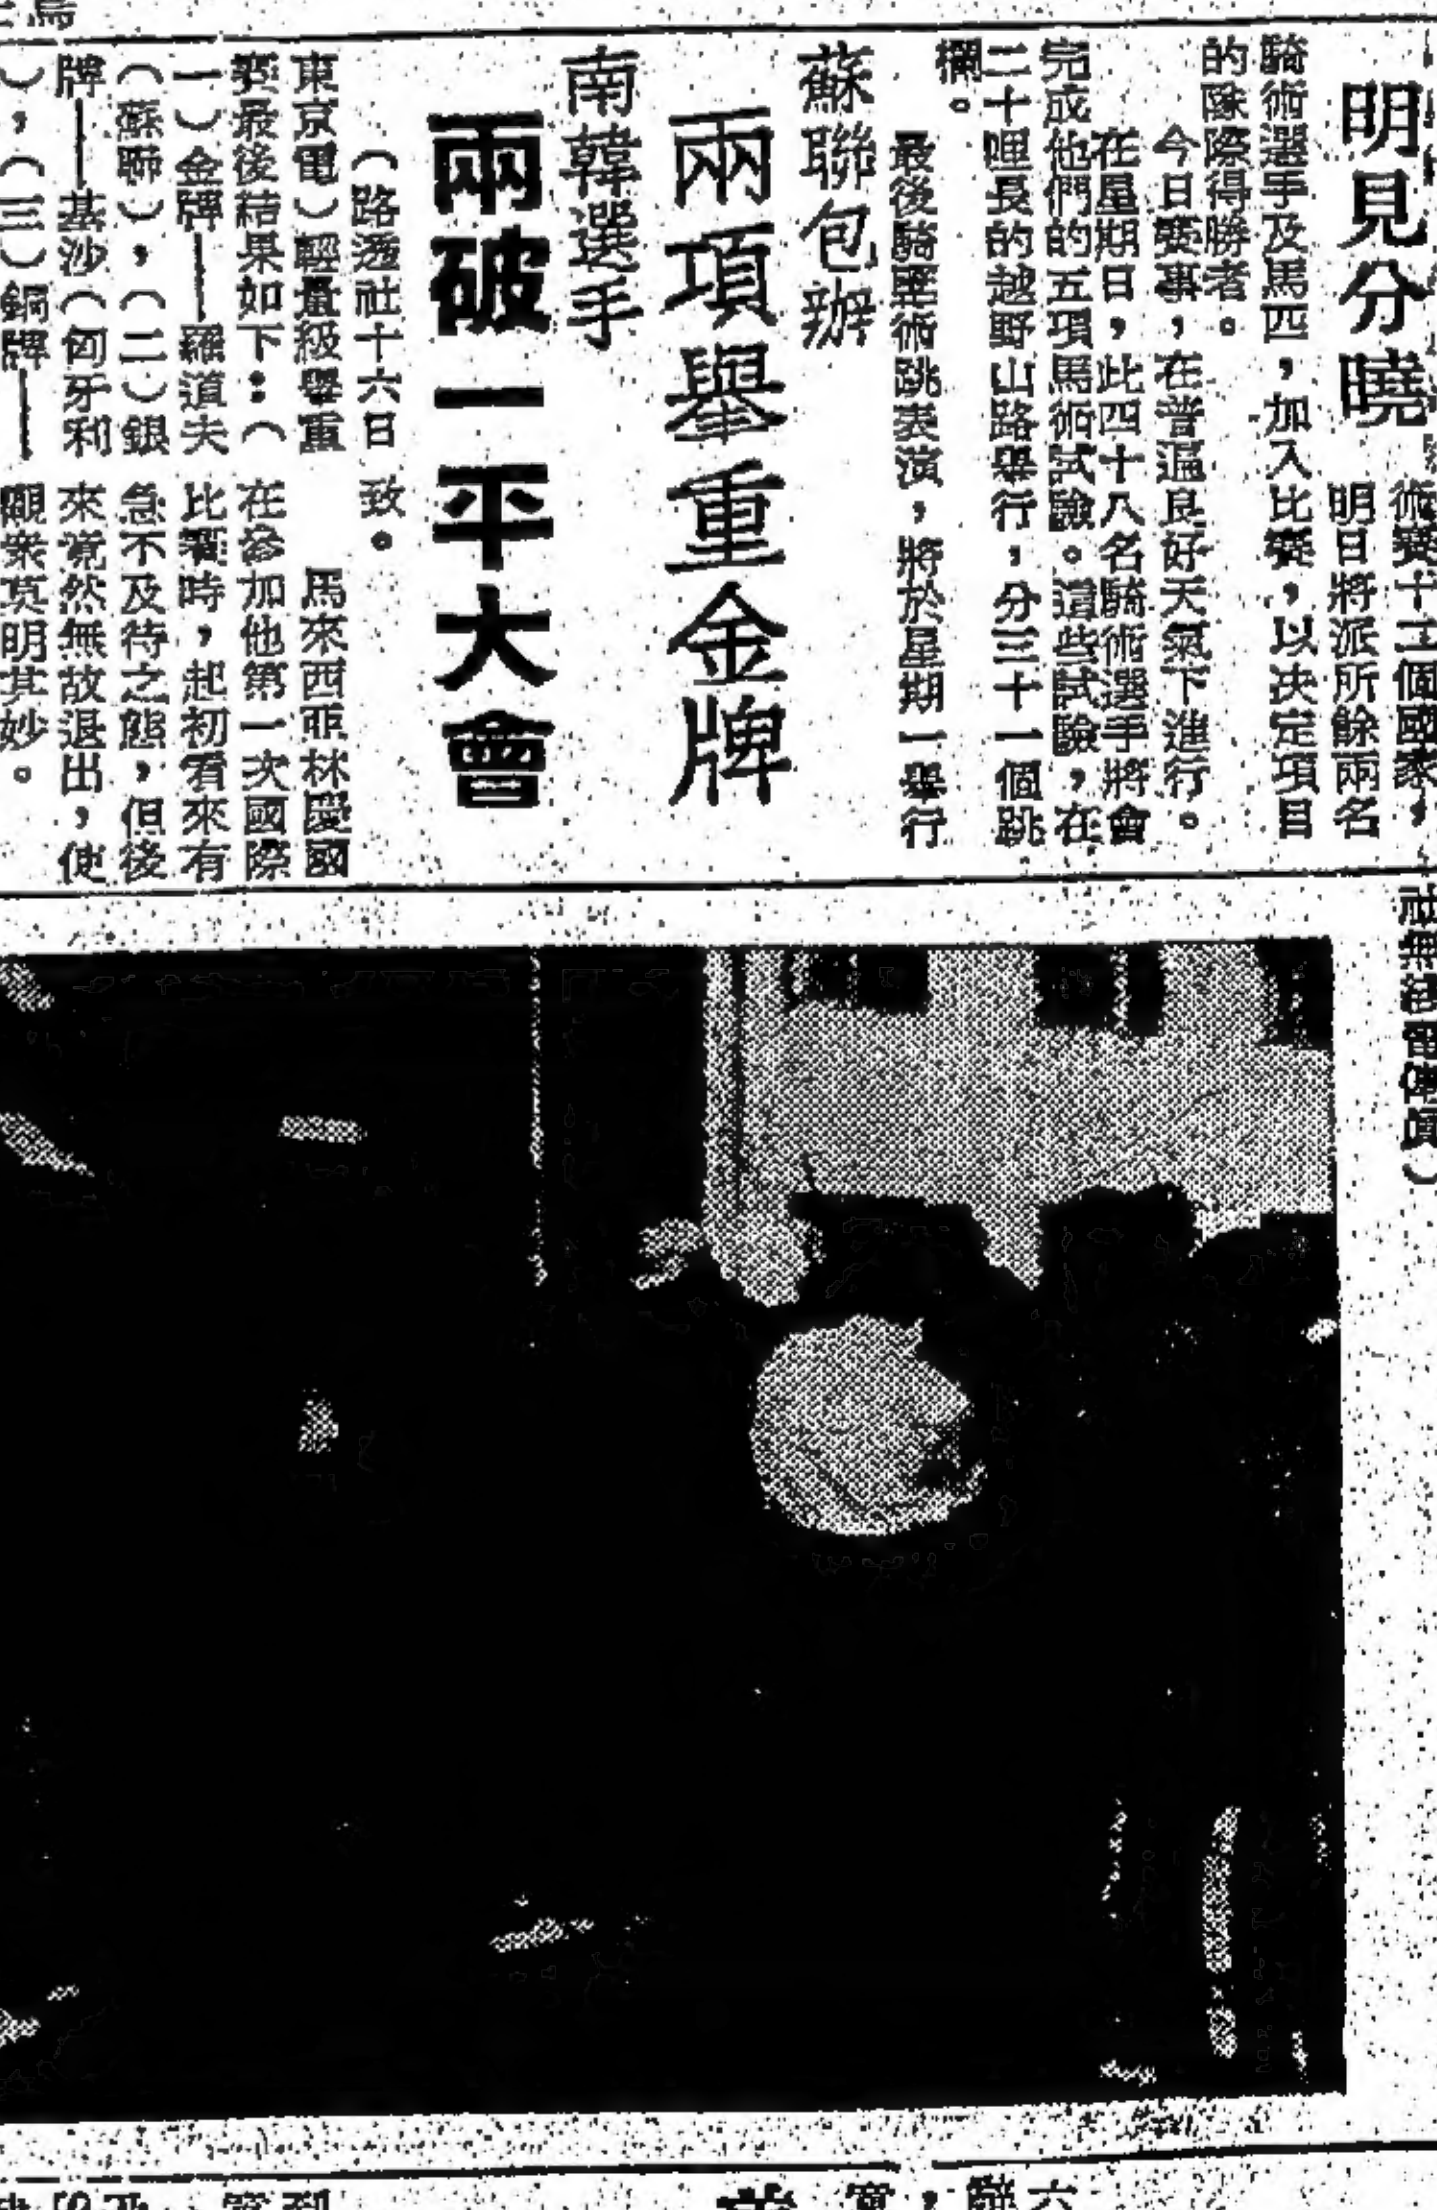 明見分曉
術賽十二個國家，
明日將派所餘兩名
騎術選手及馬匹，加入比賽，以決定項目
的隊際得勝者。
今日賽事，在普遍良好天氣下進行。
在星期日，此四十八名騎術選手將會
完成他們的五項馬術試驗。這些試驗，在
二十哩長的越野山路舉行，分三十一個跳
欄。
最後騎歷術跳表演，將於星期一舉行
蘇聯包辦
兩項舉重金牌
南韓選手
兩破一平大會
（路透社十六日
東京電）輕量級舉重
賽最後結果如下：（
一）金牌——羅道夫
（蘇聯），（二）銀
牌——基沙（匈牙利
），（三）銅牌——
致。
馬來西亞林慶國
在參加他第一次國際
比賽時，起初看來有
急不及待之態，但後
來竟然無故退出，使
觀衆莫明其妙。
社無綫電傳真）